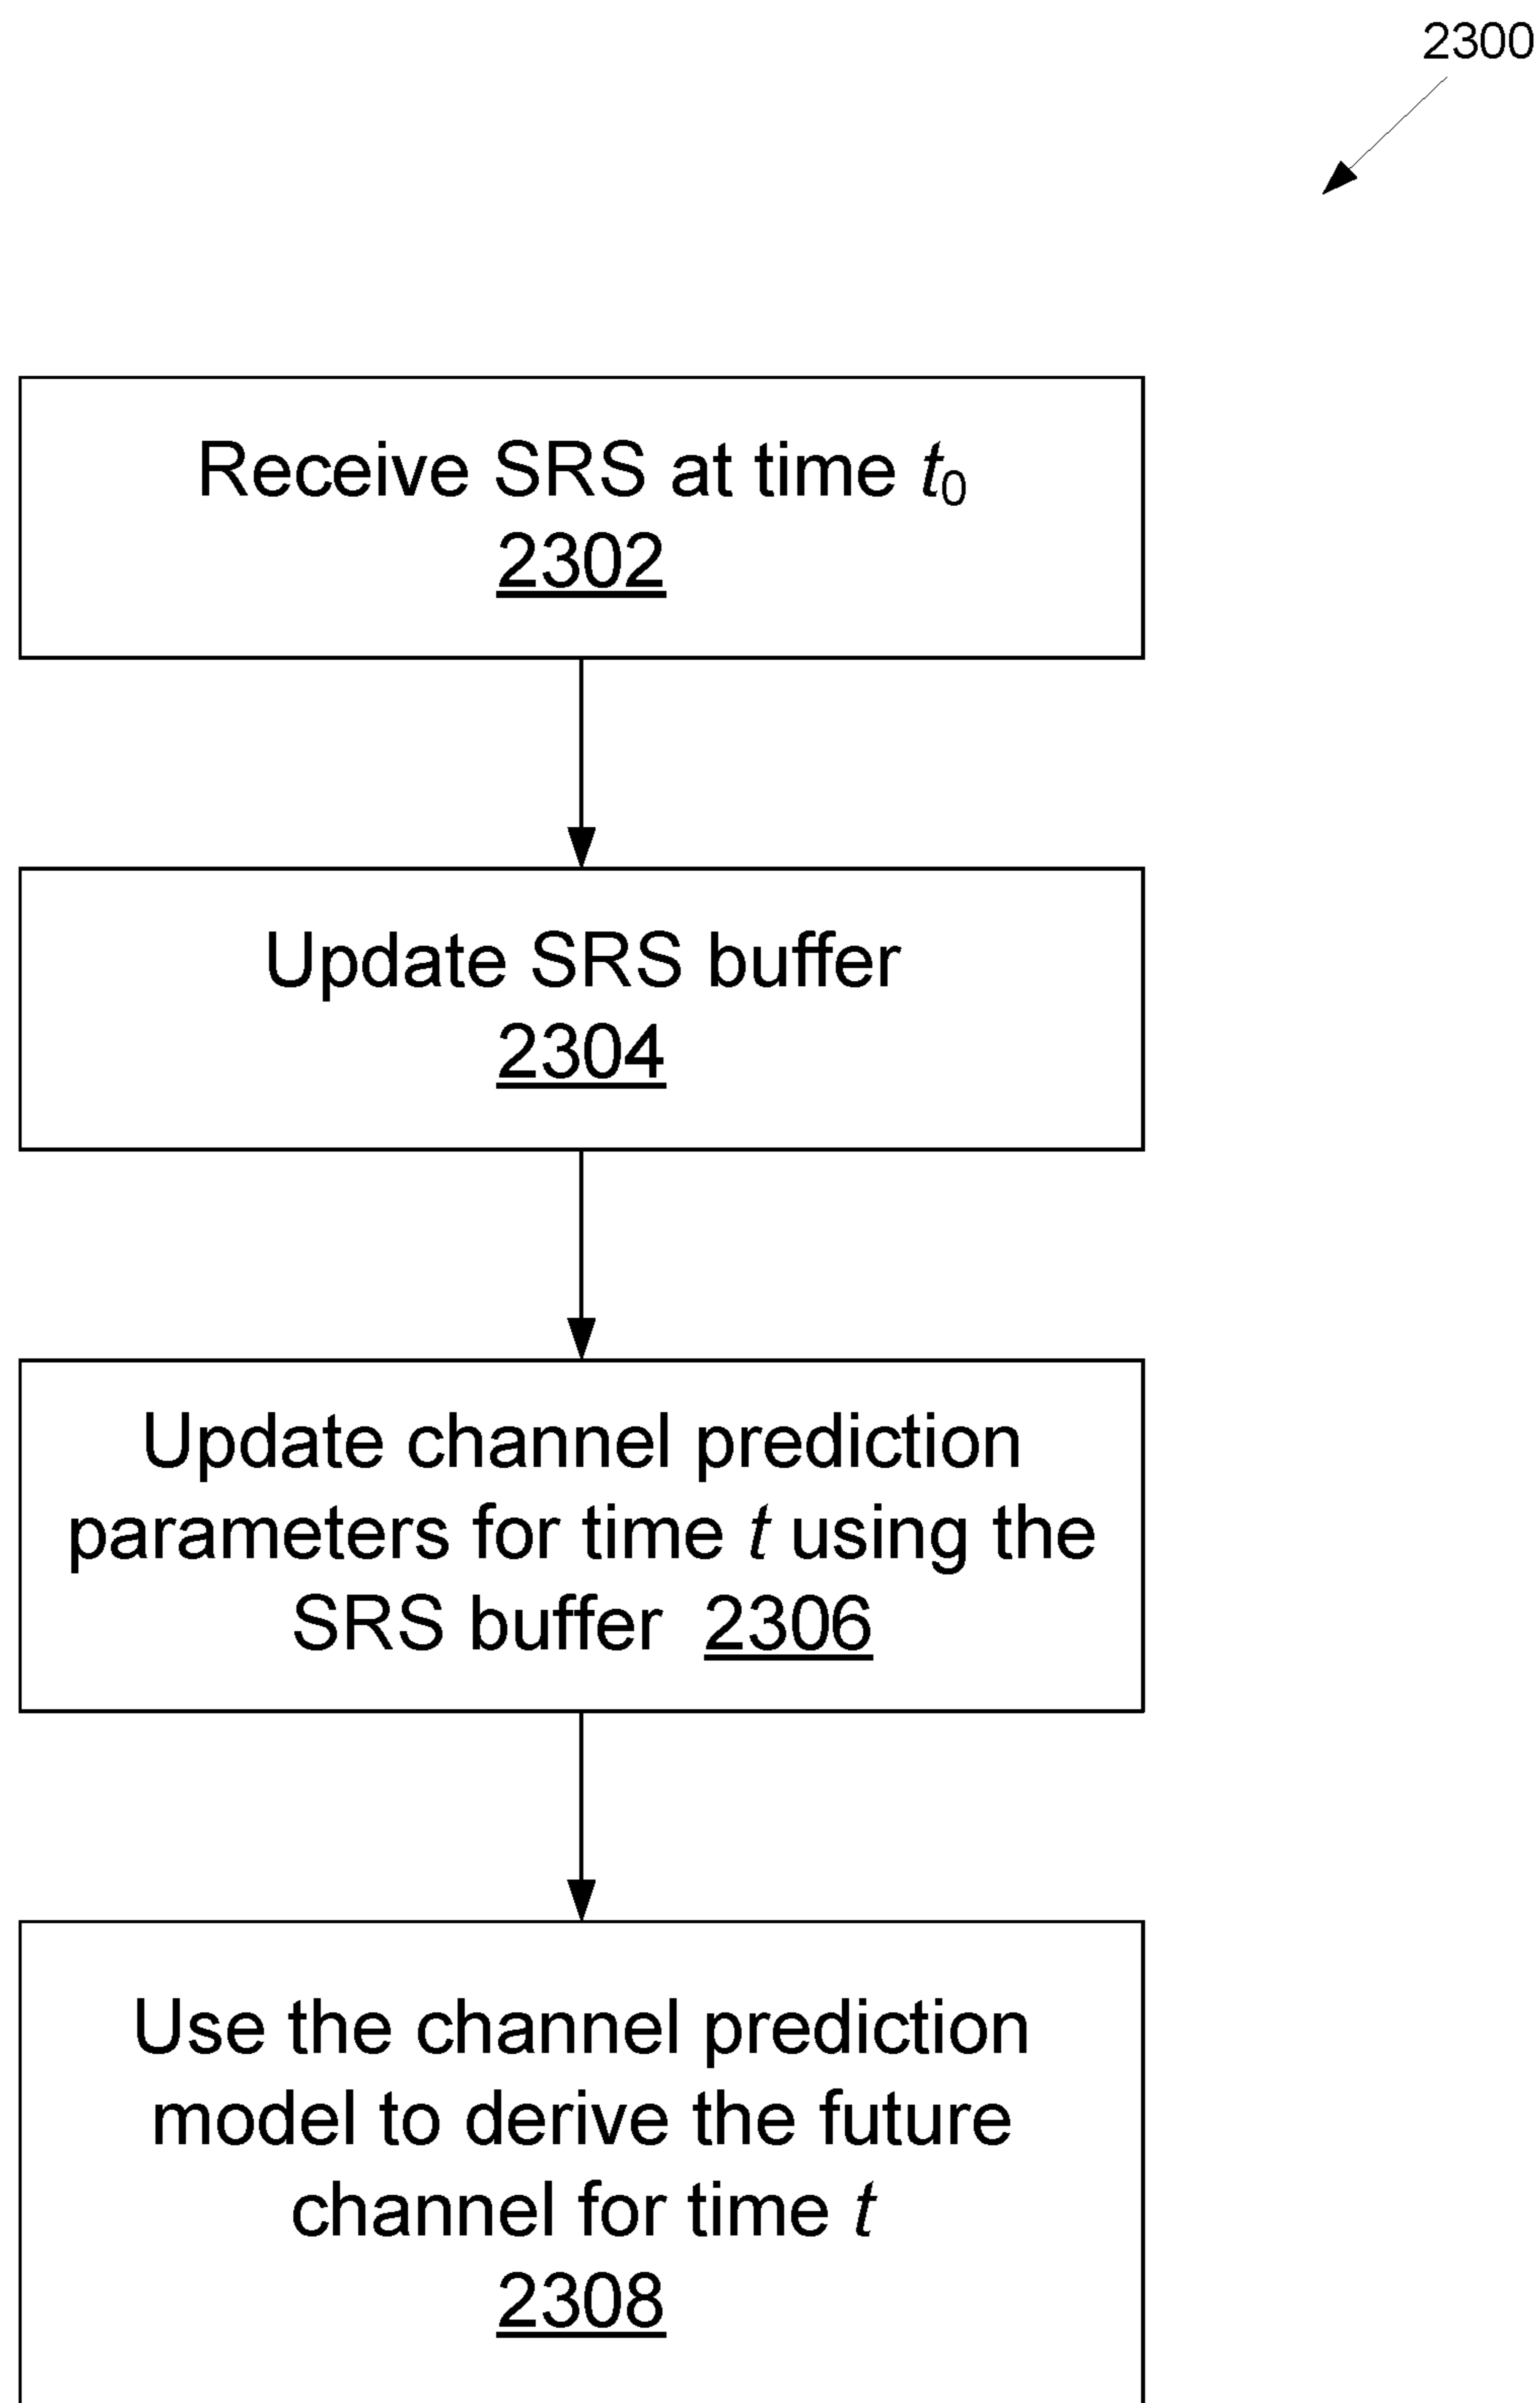 2300
Receive SRS at time t₀
2302
Update SRS buffer
2304
Update channel prediction
parameters for time t using the
SRS buffer 2306
Use the channel prediction
model to derive the future
channel for time t
2308